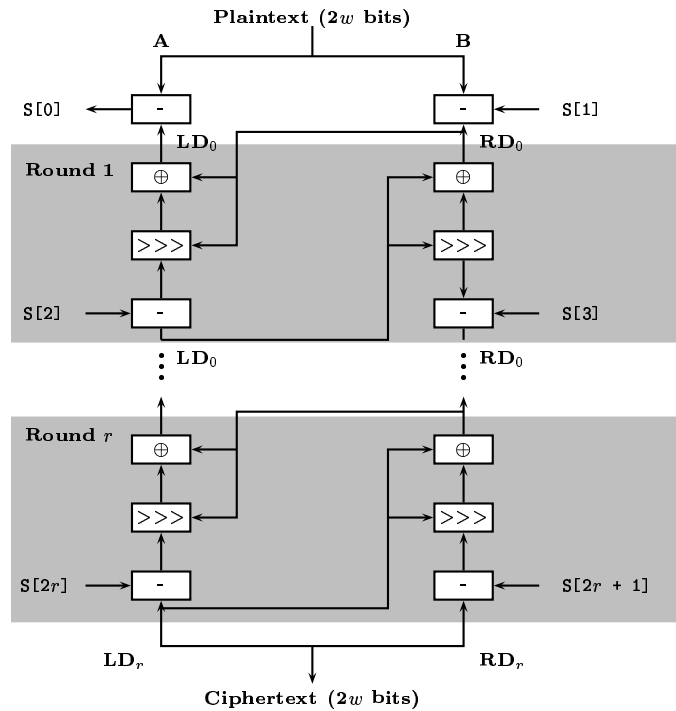 Plaintext (2w bits)
A B
S[0] - - S[1]
LD₀ RD₀
Round 1
⊕ ⊕
>>> >>>
S[2] - - S[3]
LD₀ RD₀
Round r
⊕ ⊕
>>> >>>
S[2r] - - S[2r + 1]
LDᵣ RDᵣ
Ciphertext (2w bits)